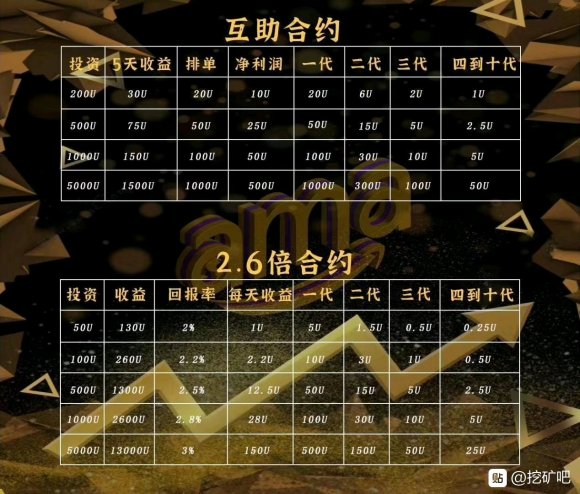 互助合约
投资 5天收益 排单 净利润 一代 二代 三代 四到十代
200U 30U 20U 10U 20U 6U 2U 1U
500U 75U 50U 25U 50U 15U 5U 2.5U
1000U 150U 100U 50U 100U 30U 10U 5U
5000U 1500U 1000U 500U 1000U 300U 100U 50U
ama
2.6倍合约
投资 收益 回报率 每天收益 一代 二代 三代 四到十代
50U 130U 2% 1U 5U 1.5U 0.5U 0.25U
100U 260U 2.2% 2.2U 10U 3U 1U 0.5U
500U 1300U 2.5% 12.5U 50U 15U 5U 2.5U
1000U 2600U 2.8% 28U 100U 30U 10U 5U
5000U 13000U 3% 150U 500U 150U 50U 25U
贴 @挖矿吧